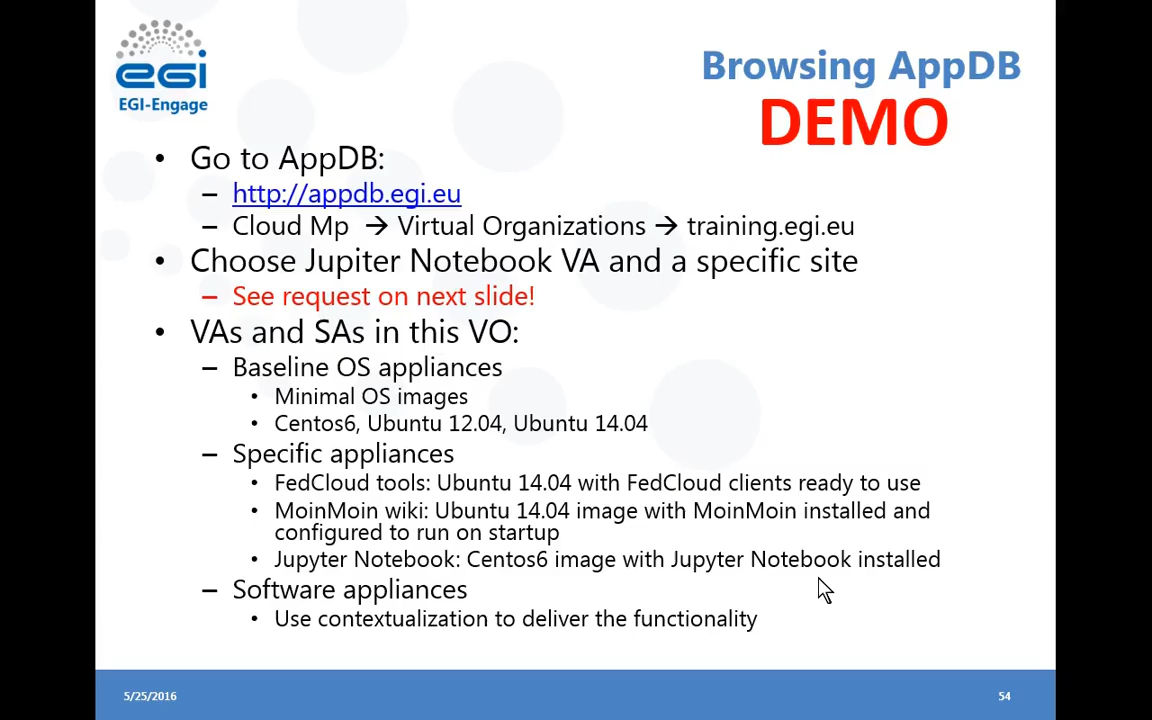 egi
EGI-Engage
Browsing AppDB
DEMO
• Go to AppDB:
– http://appdb.egi.eu
– Cloud Mp → Virtual Organizations → training.egi.eu
• Choose Jupiter Notebook VA and a specific site
– See request on next slide!
• VAs and SAs in this VO:
– Baseline OS appliances
• Minimal OS images
• Centos6, Ubuntu 12.04, Ubuntu 14.04
– Specific appliances
• FedCloud tools: Ubuntu 14.04 with FedCloud clients ready to use
• MoinMoin wiki: Ubuntu 14.04 image with MoinMoin installed and
configured to run on startup
• Jupyter Notebook: Centos6 image with Jupyter Notebook installed
– Software appliances
• Use contextualization to deliver the functionality
5/25/2016
54